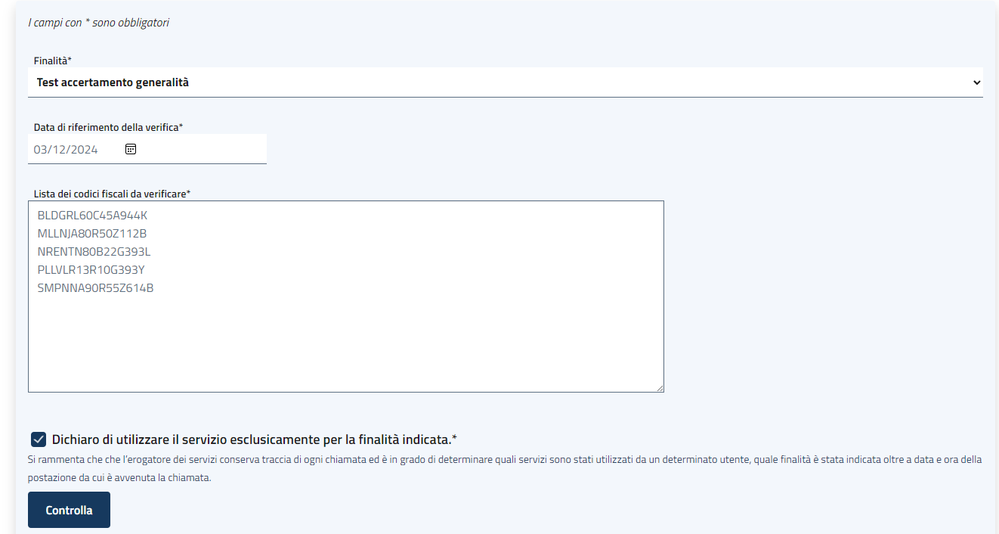 I campi con * sono obbligatori
Finalità*
Test accertamento generalità
Data di riferimento della verifica*
03/12/2024
Lista dei codici fiscali da verificare*
BLDGRL60C45A944K
MLLNJA80R50Z112B
NRENTN80B22G393L
PLLVLR13R10G393Y
SMPNNA90R55Z614B
Dichiaro di utilizzare il servizio esclusicamente per la finalità indicata.*
Si rammenta che che l'erogatore dei servizi conserva traccia di ogni chiamata ed è in grado di determinare quali servizi sono stati utilizzati da un determinato utente, quale finalità è stata indicata oltre a data e ora della
postazione da cui è avvenuta la chiamata.
Controlla